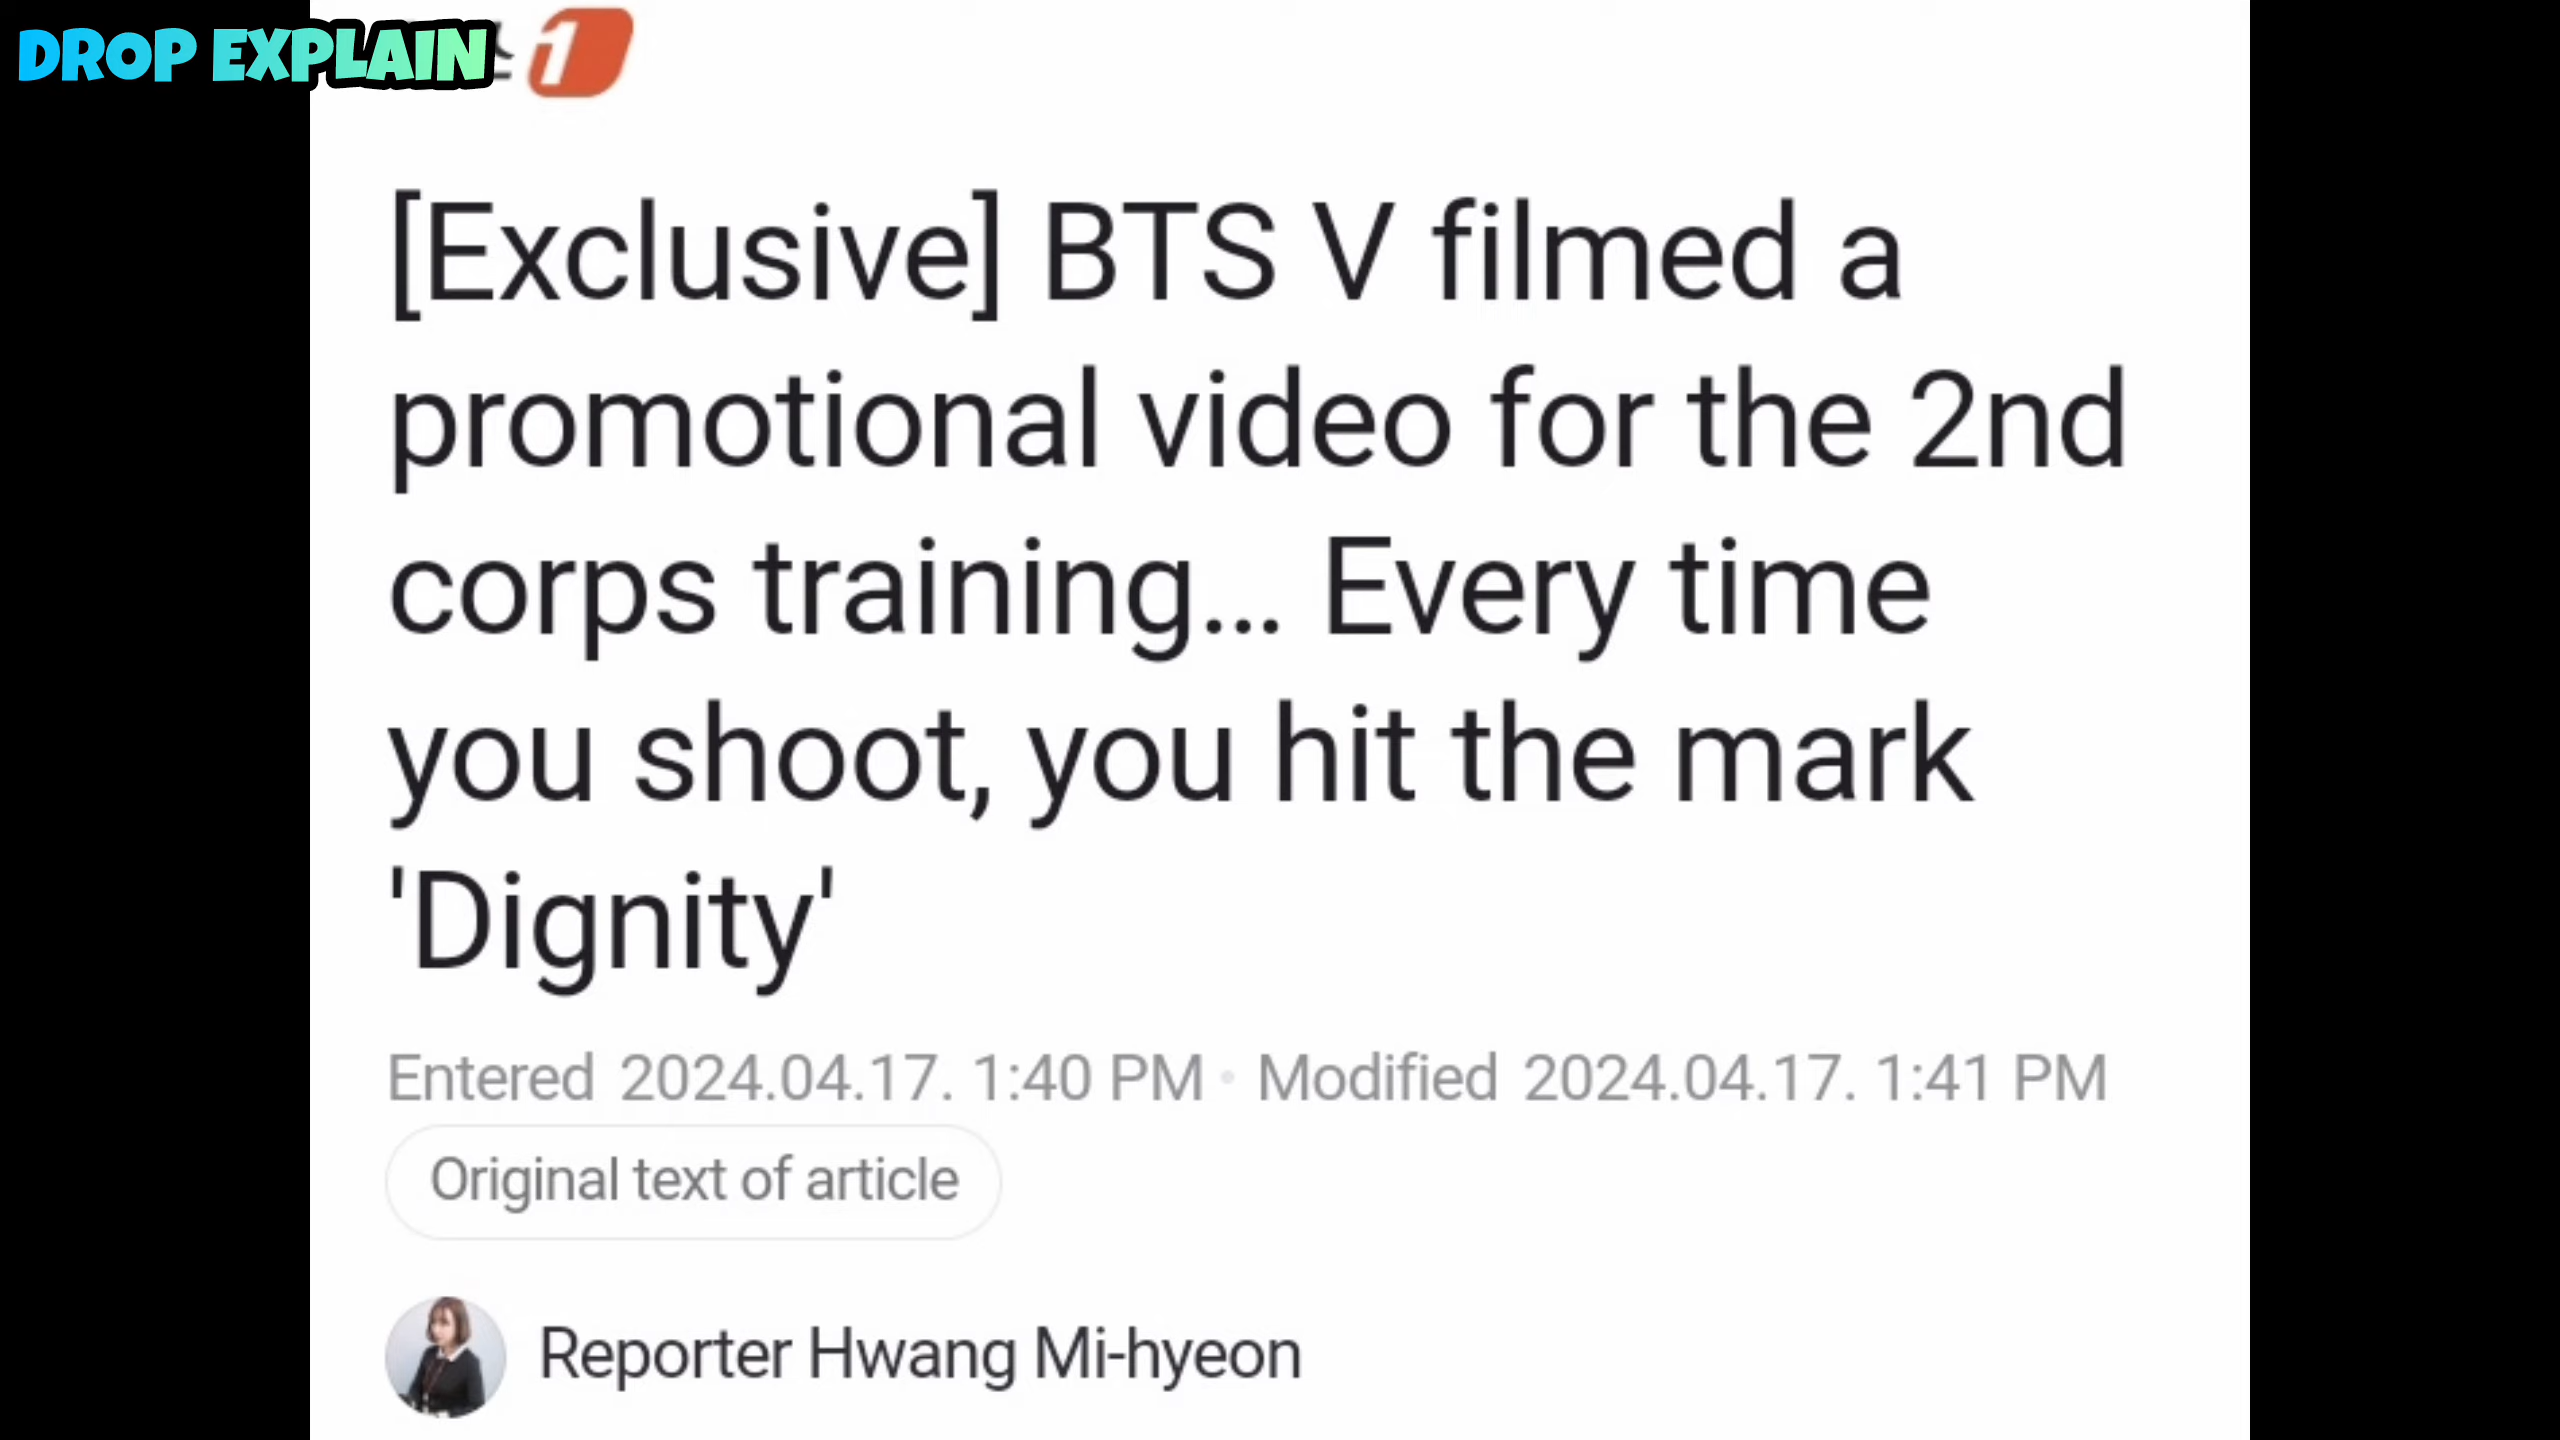 DROP EXPLAIN
1
[Exclusive] BTS V filmed a
promotional video for the 2nd
corps training... Every time
you shoot, you hit the mark
'Dignity'
Entered 2024.04.17. 1:40 PM · Modified 2024.04.17. 1:41 PM
Original text of article
Reporter Hwang Mi-hyeon